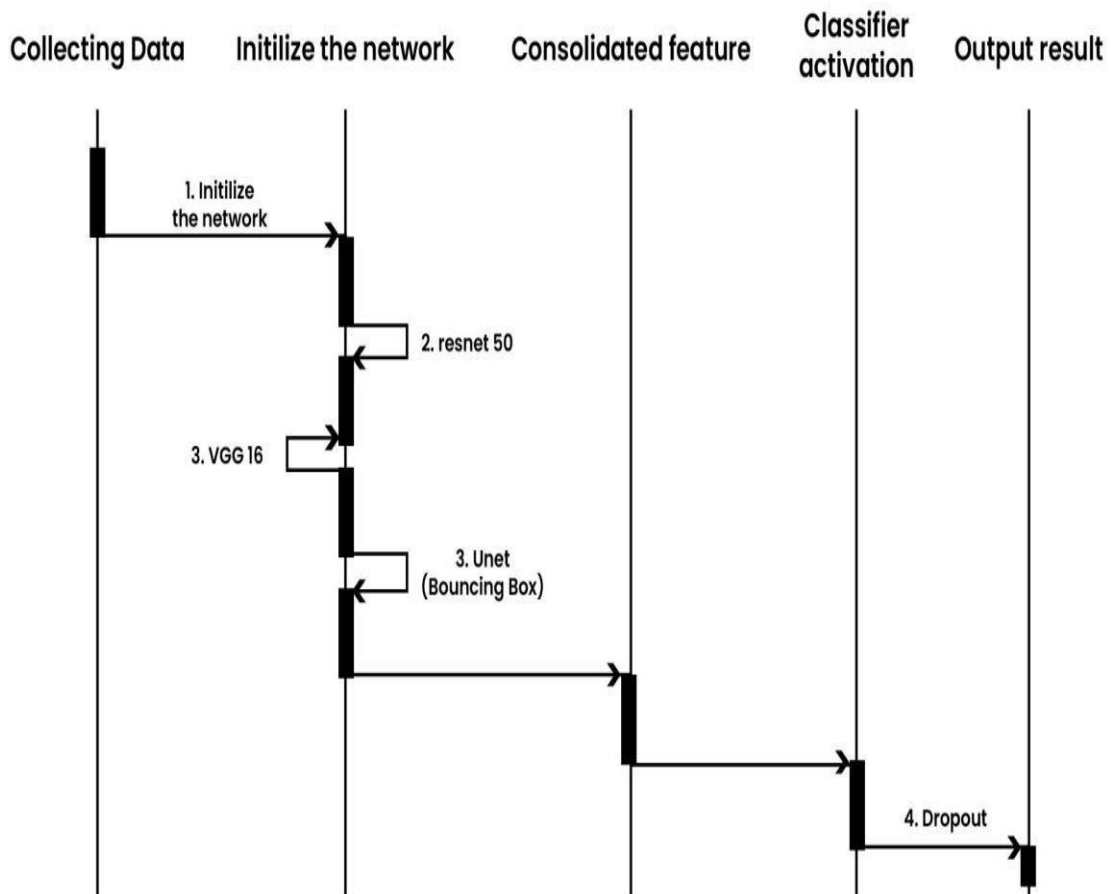 Collecting Data
Initilize the network
Consolidated feature
Classifier
activation
Output result
1. Initilize
the network
2. resnet 50
3. VGG 16
3. Unet
(Bouncing Box)
4. Dropout